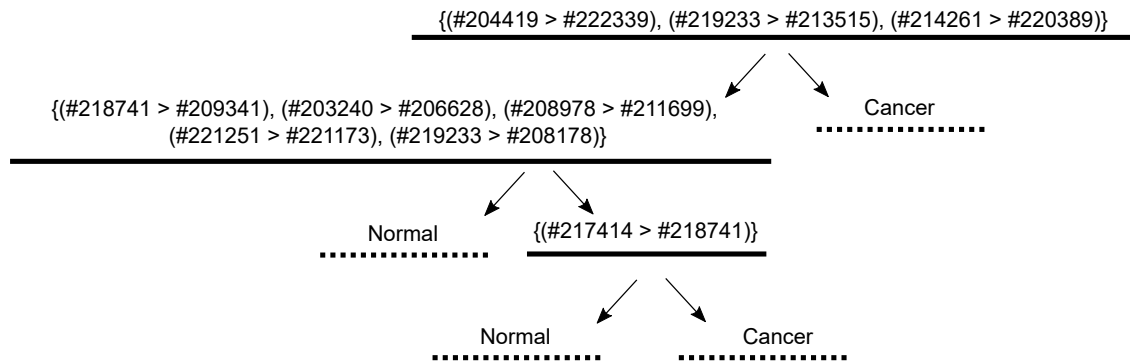 {(#204419 > #222339), (#219233 > #213515), (#214261 > #220389)}
{(#218741 > #209341), (#203240 > #206628), (#208978 > #211699),
(#221251 > #221173), (#219233 > #208178)}
Cancer
Normal
{(#217414 > #218741)}
Normal
Cancer